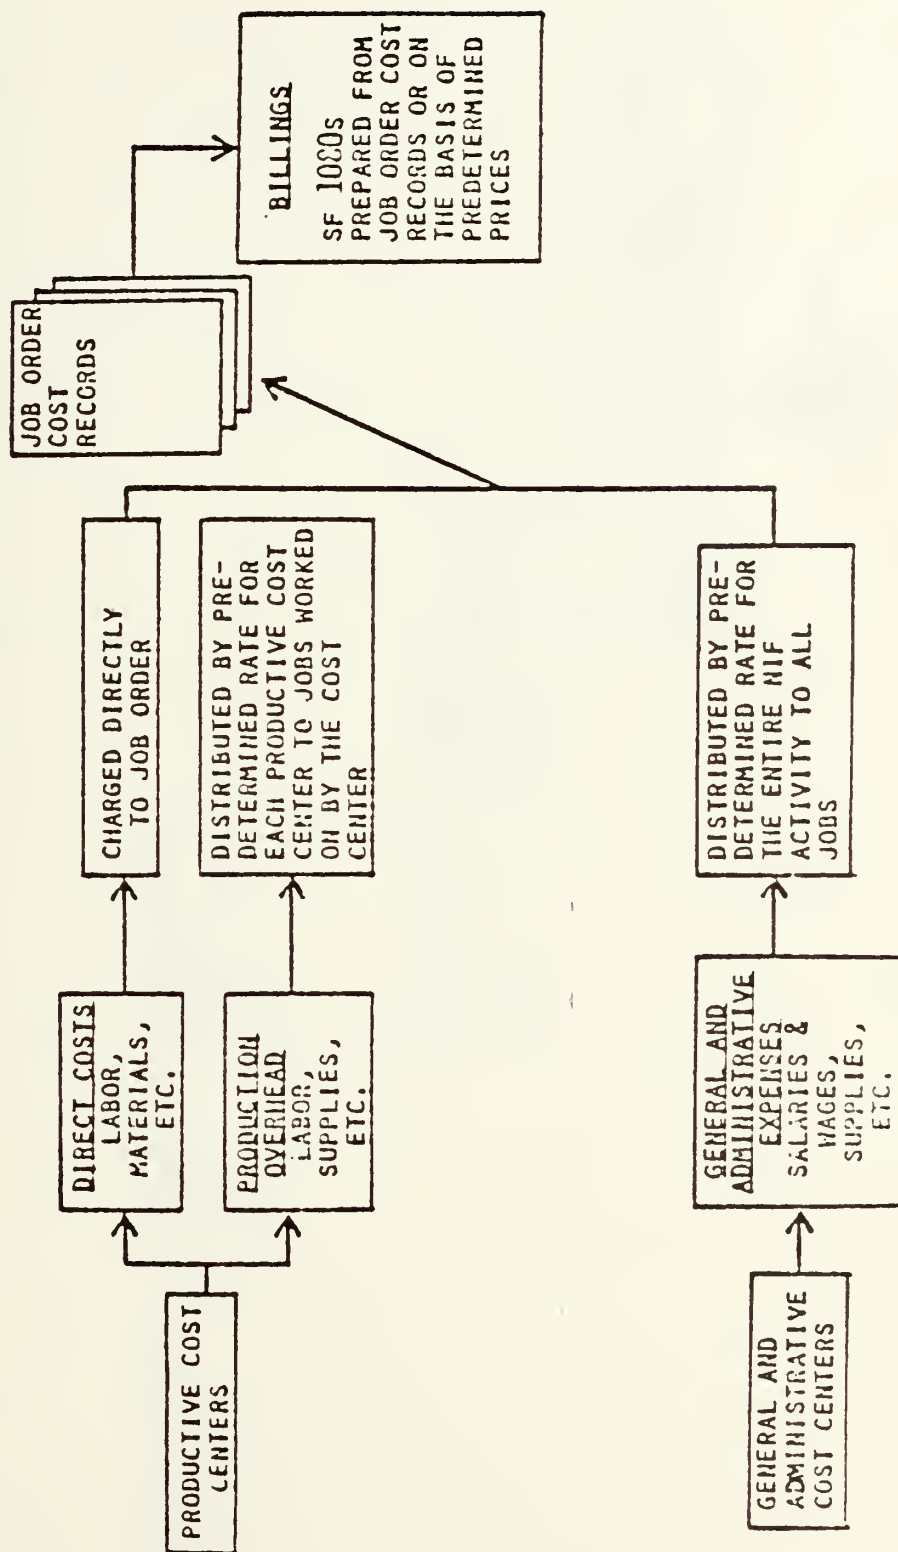 PRODUCTIVE COST
CENTERS
DIRECT COSTS
LABOR,
MATERIALS,
ETC.
CHARGED DIRECTLY
TO JOB ORDER
PRODUCTION
OVERHEAD
LABOR,
SUPPLIES,
ETC.
DISTRIBUTED BY PRE-
DETERMINED RATE FOR
EACH PRODUCTIVE COST
CENTER TO JOBS WORKED
ON BY THE COST
CENTER
GENERAL AND
ADMINISTRATIVE
COST CENTERS
GENERAL AND
ADMINISTRATIVE
EXPENSES
SALARIES &
WAGES,
SUPPLIES,
ETC.
DISTRIBUTED BY PRE-
DETERMINED RATE FOR
THE ENTIRE NIF
ACTIVITY TO ALL
JOBS
JOB ORDER
COST
RECORDS
BILLINGS
SF 1080s
PREPARED FROM
JOB ORDER COST
RECORDS OR ON
THE BASIS OF
PREDETERMINED
PRICES